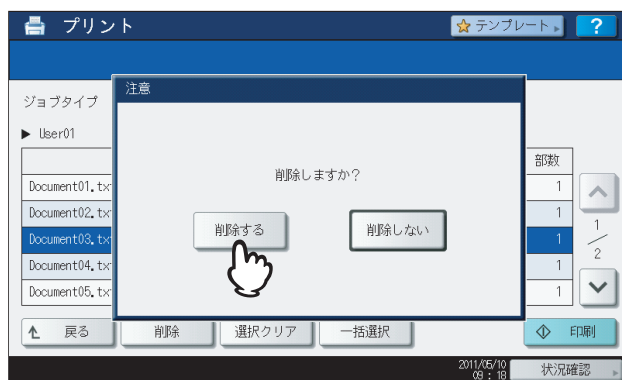 プリント
テンプレート
?
ジョブタイプ
User01
部数
Document01.tx
1
Document02.tx
1
Document03.tx
1
Document04.tx
1
Document05.tx
1
1
2
注意
削除しますか?
削除する
削除しない
戻る
削除
選択クリア
一括選択
印刷
2011/05/10
09 : 18
状況確認